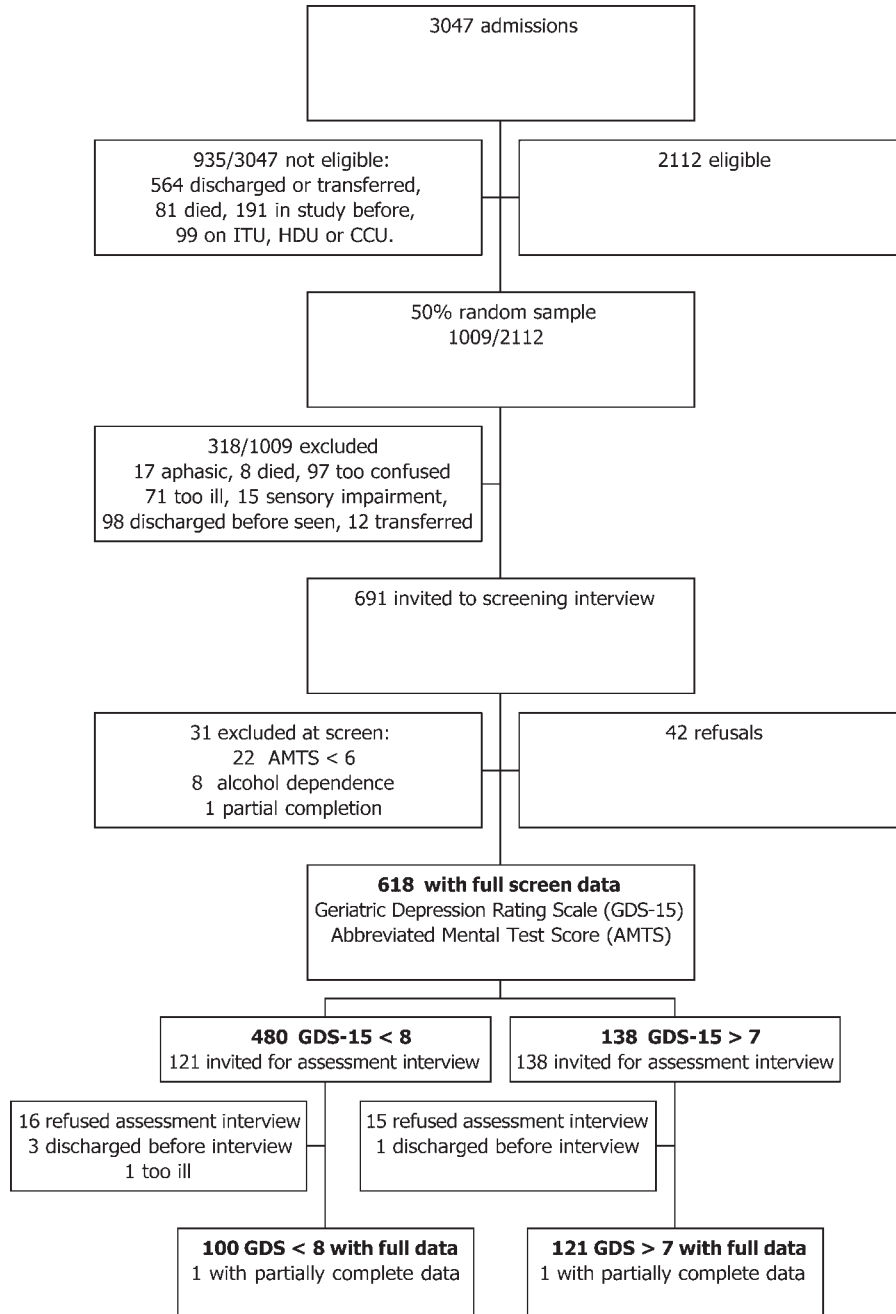 3047 admissions
935/3047 not eligible:
564 discharged or transferred,
81 died, 191 in study before,
99 on ITU, HDU or CCU.
2112 eligible
50% random sample
1009/2112
318/1009 excluded
17 aphasic, 8 died, 97 too confused
71 too ill, 15 sensory impairment,
98 discharged before seen, 12 transferred
691 invited to screening interview
31 excluded at screen:
22 AMTS < 6
8 alcohol dependence
1 partial completion
42 refusals
618 with full screen data
Geriatric Depression Rating Scale (GDS-15)
Abbreviated Mental Test Score (AMTS)
480 GDS-15 < 8
121 invited for assessment interview
138 GDS-15 > 7
138 invited for assessment interview
16 refused assessment interview
3 discharged before interview
1 too ill
15 refused assessment interview
1 discharged before interview
100 GDS < 8 with full data
1 with partially complete data
121 GDS > 7 with full data
1 with partially complete data